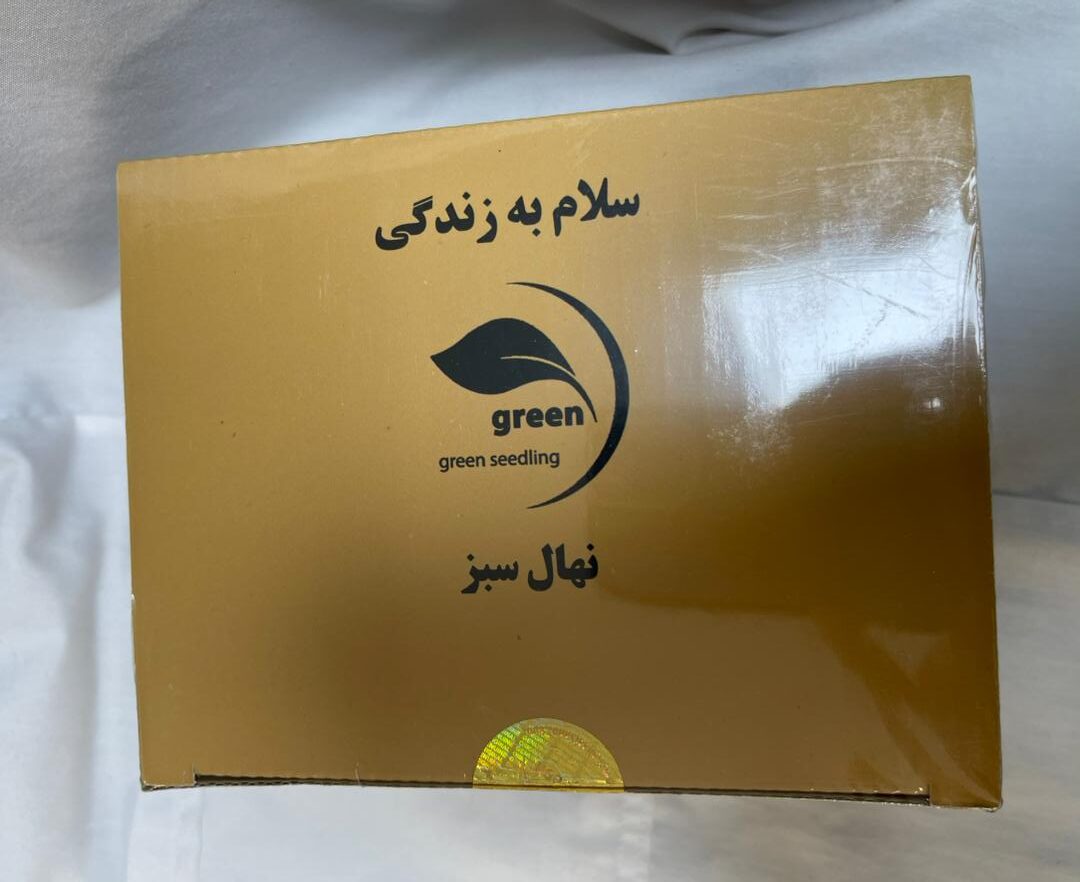 سلام به زندگی
green
green seedling
نهال سبز